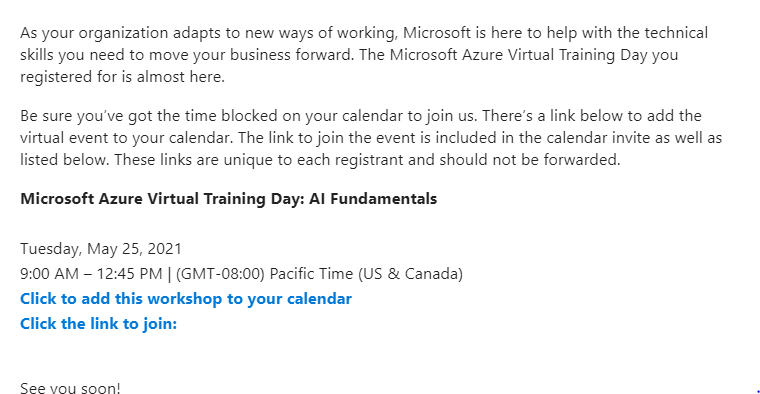 As your organization adapts to new ways of working, Microsoft is here to help with the technical
skills you need to move your business forward. The Microsoft Azure Virtual Training Day you
registered for is almost here.
Be sure you've got the time blocked on your calendar to join us. There's a link below to add the
virtual event to your calendar. The link to join the event is included in the calendar invite as well as
listed below. These links are unique to each registrant and should not be forwarded.
Microsoft Azure Virtual Training Day: AI Fundamentals
Tuesday, May 25, 2021
9:00 AM – 12:45 PM | (GMT-08:00) Pacific Time (US & Canada)
Click to add this workshop to your calendar
Click the link to join:
See you soon!